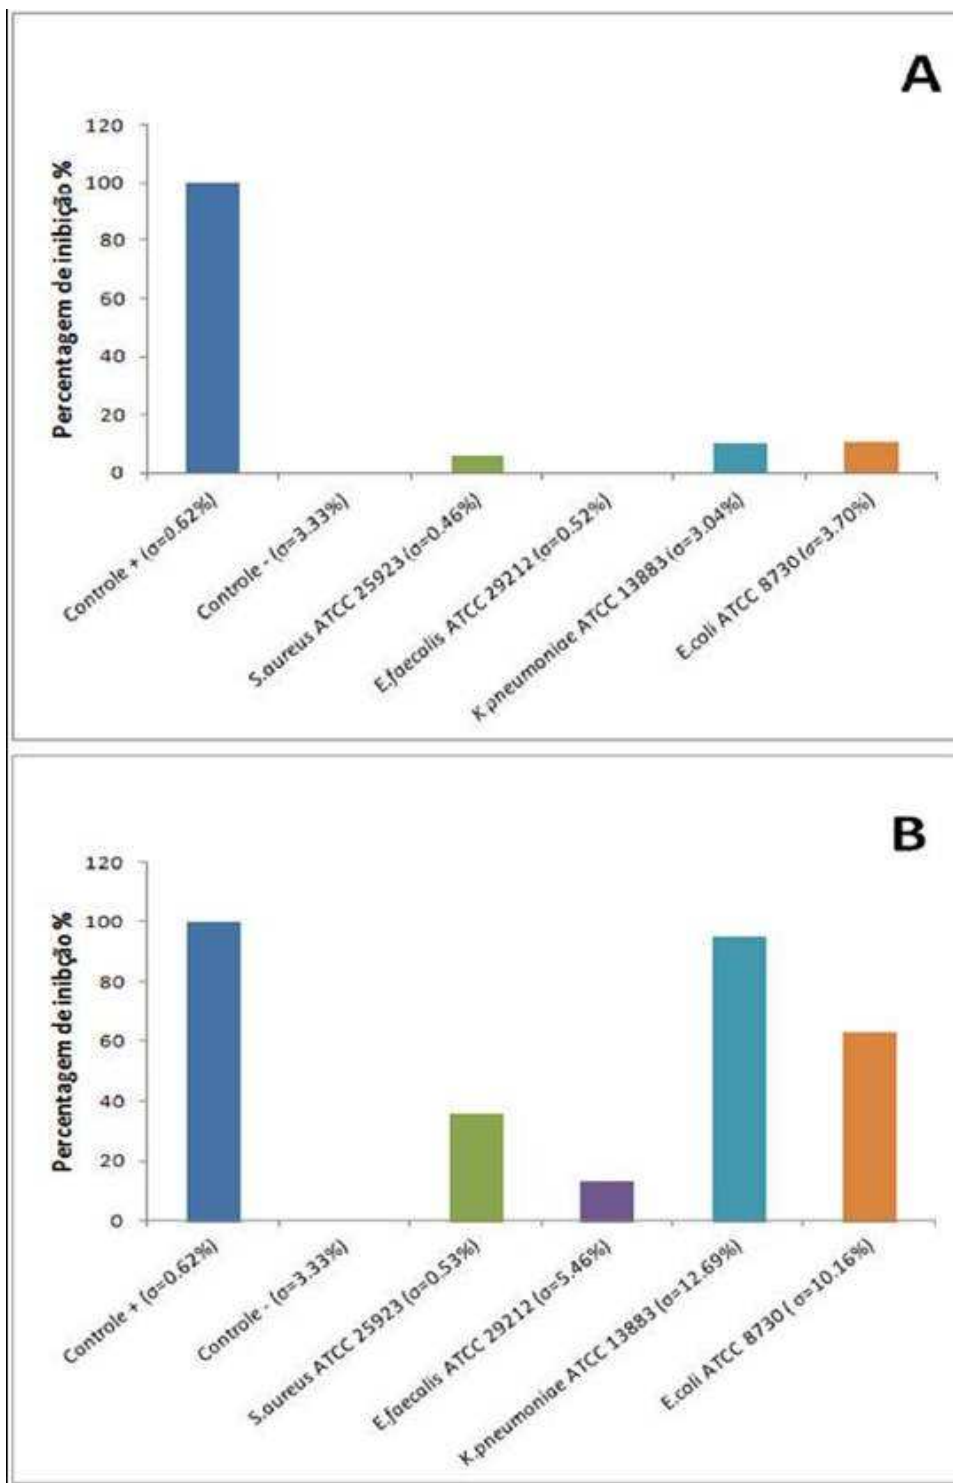 A
Percentagem de inibição %
120
100
80
60
40
20
0
Controle + (σ=0.62%)
Controle - (σ=3.33%)
S.aureus ATCC 25923 (σ=0.46%)
E.faecalis ATCC 29212 (σ=0.52%)
K.pneumoniae ATCC 13883 (σ=3.04%)
E.coli ATCC 8730 (σ=3.70%)
B
Percentagem de inibção %
120
100
80
60
40
20
0
Controle + (σ=0.62%)
Controle - (σ=3.33%)
S.aureus ATCC 25923 (σ=0.53%)
E.faecalis ATCC 29212 (σ=5.46%)
K.pneumoniae ATCC 13883 (σ=12.69%)
E.coli ATCC 8730 ( σ=10.16%)